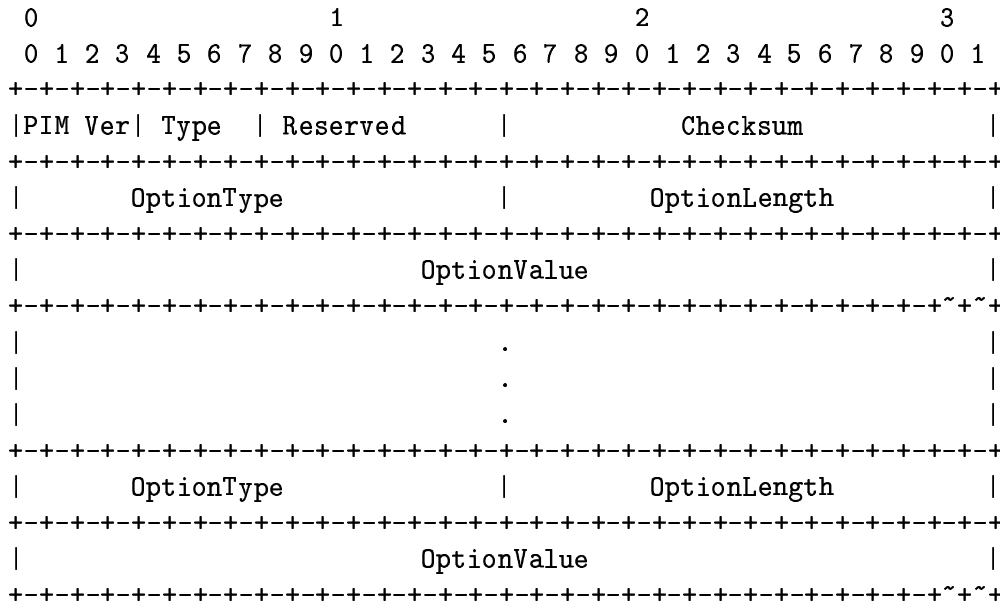 0                   1                   2                   3
 0 1 2 3 4 5 6 7 8 9 0 1 2 3 4 5 6 7 8 9 0 1 2 3 4 5 6 7 8 9 0 1
+-+-+-+-+-+-+-+-+-+-+-+-+-+-+-+-+-+-+-+-+-+-+-+-+-+-+-+-+-+-+-+-+
|PIM Ver| Type  | Reserved      |           Checksum            |
+-+-+-+-+-+-+-+-+-+-+-+-+-+-+-+-+-+-+-+-+-+-+-+-+-+-+-+-+-+-+-+-+
|       OptionType              |         OptionLength          |
+-+-+-+-+-+-+-+-+-+-+-+-+-+-+-+-+-+-+-+-+-+-+-+-+-+-+-+-+-+-+-+-+
|                          OptionValue                          |
+-+-+-+-+-+-+-+-+-+-+-+-+-+-+-+-+-+-+-+-+-+-+-+-+-+-+-+-+-+-+~+~+
|                               .                               |
|                               .                               |
|                               .                               |
+-+-+-+-+-+-+-+-+-+-+-+-+-+-+-+-+-+-+-+-+-+-+-+-+-+-+-+-+-+-+-+-+
|       OptionType              |         OptionLength          |
+-+-+-+-+-+-+-+-+-+-+-+-+-+-+-+-+-+-+-+-+-+-+-+-+-+-+-+-+-+-+-+-+
|                          OptionValue                          |
+-+-+-+-+-+-+-+-+-+-+-+-+-+-+-+-+-+-+-+-+-+-+-+-+-+-+-+-+-+-+~+~+